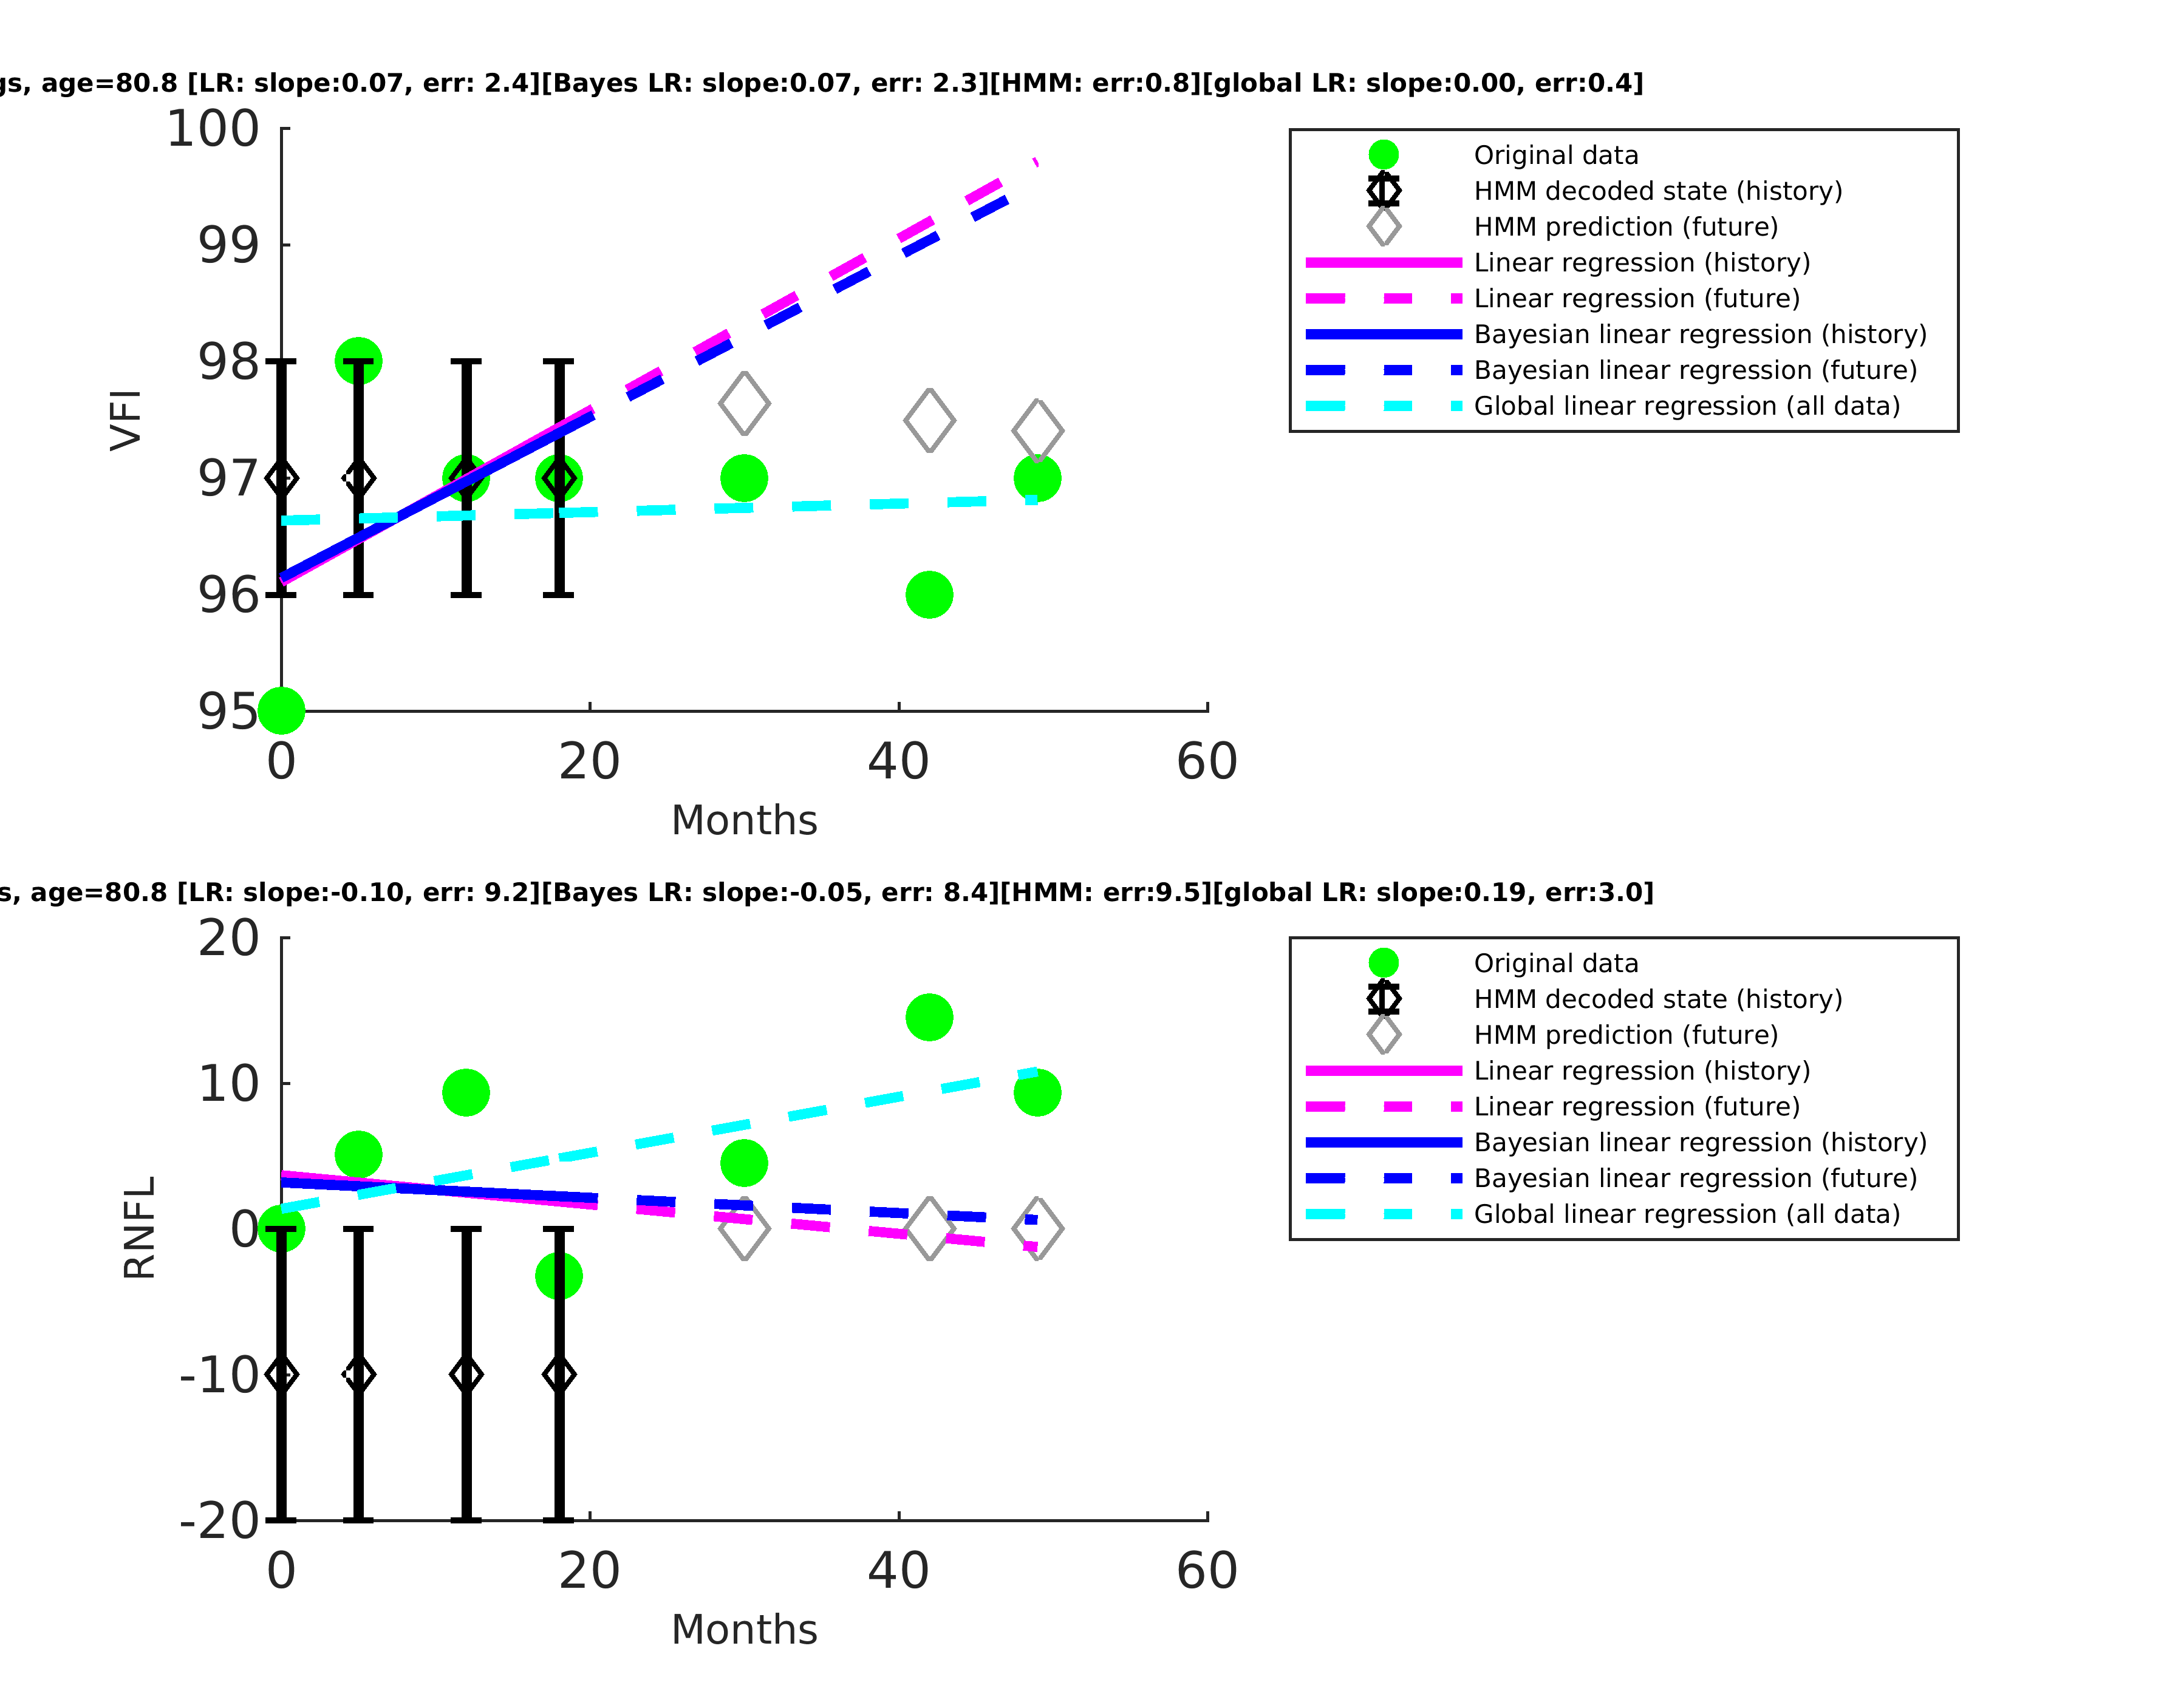 gs, age=80.8 [LR: slope:0.07, err: 2.4][Bayes LR: slope:0.07, err: 2.3][HMM: err:0.8][global LR: slope:0.00, err:0.4]
100
99
98
97
96
95
VFI
0 20 40 60
Months
Original data
HMM decoded state (history)
HMM prediction (future)
Linear regression (history)
Linear regression (future)
Bayesian linear regression (history)
Bayesian linear regression (future)
Global linear regression (all data)
s, age=80.8 [LR: slope:-0.10, err: 9.2][Bayes LR: slope:-0.05, err: 8.4][HMM: err:9.5][global LR: slope:0.19, err:3.0]
20
10
0
-10
-20
RNFL
0 20 40 60
Months
Original data
HMM decoded state (history)
HMM prediction (future)
Linear regression (history)
Linear regression (future)
Bayesian linear regression (history)
Bayesian linear regression (future)
Global linear regression (all data)